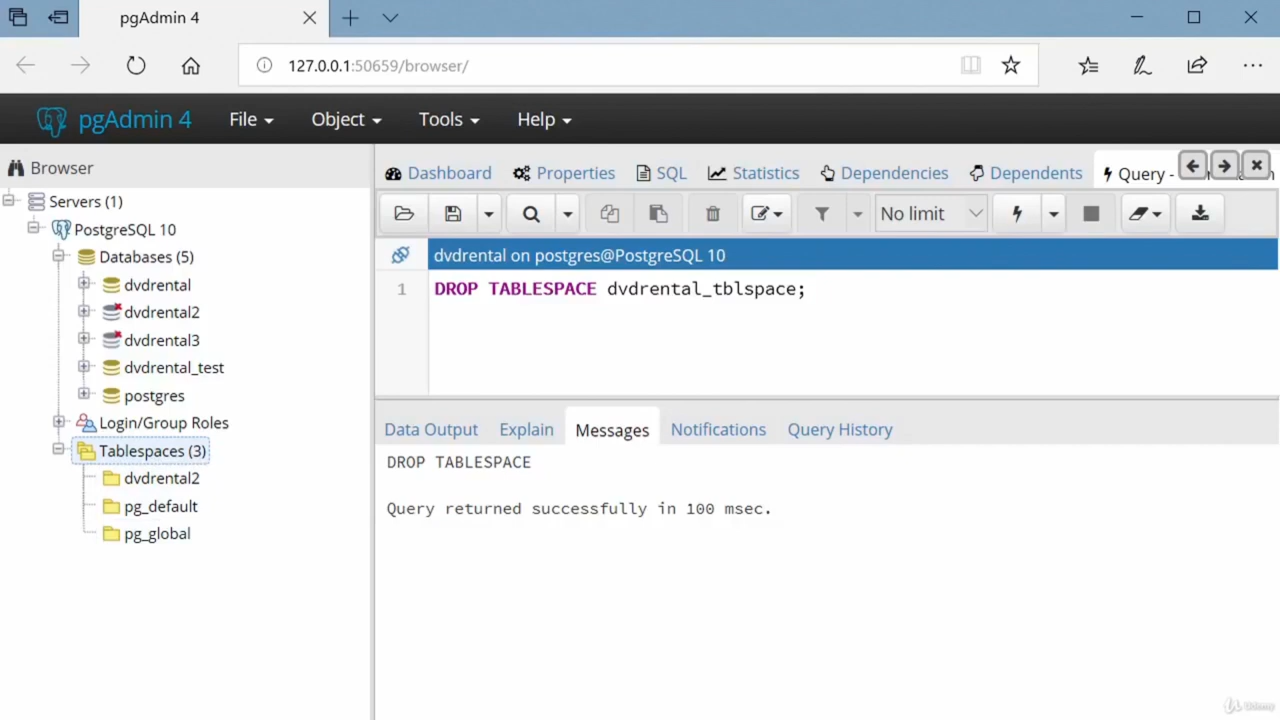 pgAdmin 4
127.0.0.1:50659/browser/
pgAdmin 4 File Object Tools Help
Browser
Dashboard Properties SQL Statistics Dependencies Dependents Query -
Servers (1)
PostgreSQL 10
Databases (5)
dvdrental
dvdrental2
dvdrental3
dvdrental_test
postgres
Login/Group Roles
Tablespaces (3)
dvdrental2
pg_default
pg_global
No limit
dvdrental on postgres@PostgreSQL 10
1 DROP TABLESPACE dvdrental_tblspace;
Data Output Explain Messages Notifications Query History
DROP TABLESPACE
Query returned successfully in 100 msec.
Udemy